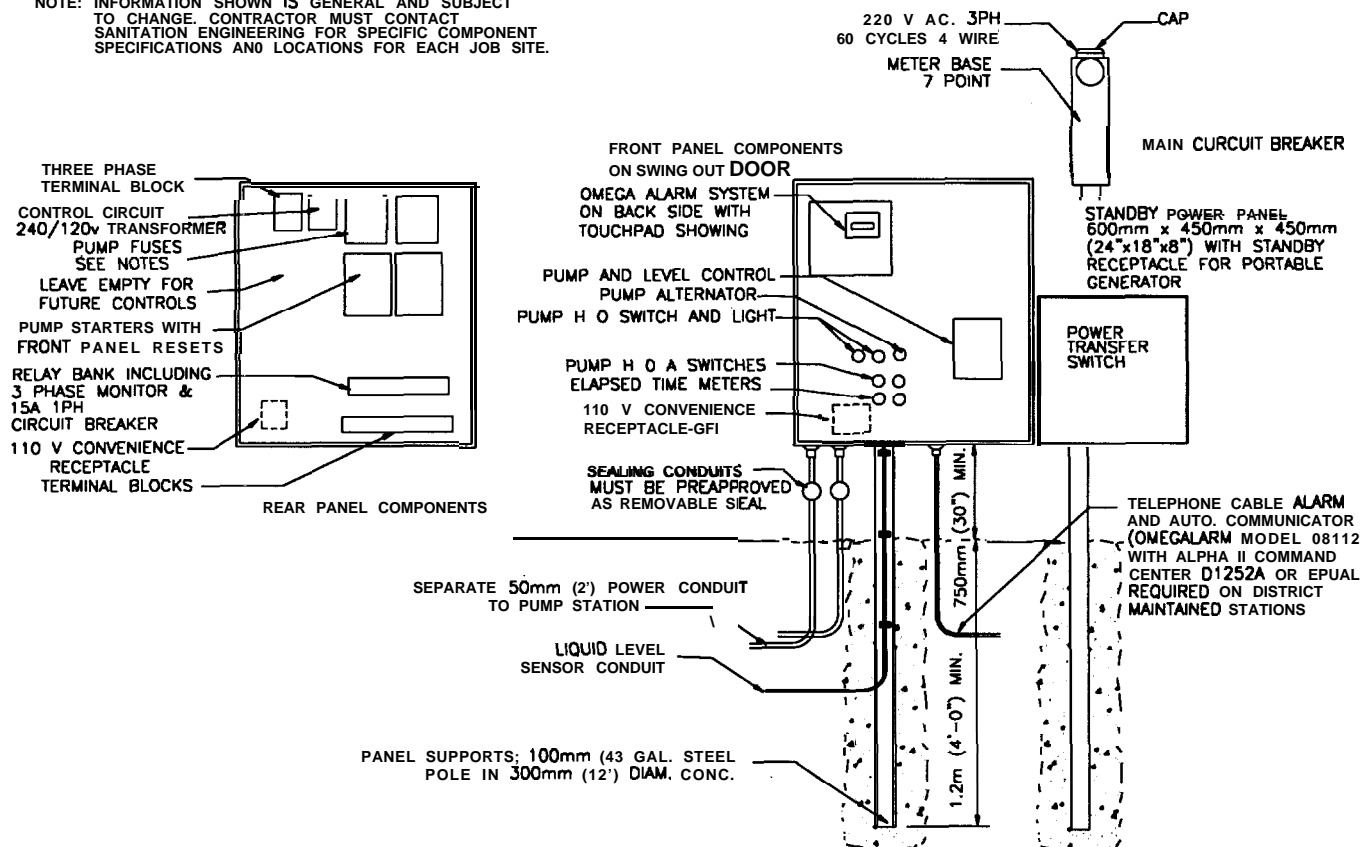 NOTE: INFORMATION SHOWN IS GENERAL AND SUBJECT
TO CHANGE. CONTRACTOR MUST CONTACT
SANITATION ENGINEERING FOR SPECIFIC COMPONENT
SPECIFICATIONS AN0 LOCATIONS FOR EACH JOB SITE.
220 V AC. 3PH
60 CYCLES 4 WIRE
CAP
METER BASE
7 POINT
MAIN CURCUIT BREAKER
STANDBY POWER PANEL
600mm x 450mm x 450mm
(24"x18"x8") WITH STANDBY
RECEPTACLE FOR PORTABLE
GENERATOR
POWER
TRANSFER
SWITCH
THREE PHASE
TERMINAL BLOCK
CONTROL CIRCUIT
240/120v TRANSFORMER
PUMP FUSES
SEE NOTES
LEAVE EMPTY FOR
FUTURE CONTROLS
PUMP STARTERS WITH
FRONT PANEL RESETS
RELAY BANK INCLUDING
3 PHASE MONITOR &
15A 1PH
CIRCUIT BREAKER
110 V CONVENIENCE
RECEPTACLE
TERMINAL BLOCKS
REAR PANEL COMPONENTS
FRONT PANEL COMPONENTS
ON SWING OUT DOOR
OMEGA ALARM SYSTEM
ON BACK SIDE WITH
TOUCHPAD SHOWING
PUMP AND LEVEL CONTROL
PUMP ALTERNATOR
PUMP H O SWITCH AND LIGHT
PUMP H O A SWITCHES
ELAPSED TIME METERS
110 V CONVENIENCE
RECEPTACLE-GFI
SEALING CONDUITS
MUST BE PREAPPROVED
AS REMOVABLE SEAL
750mm (30") MIN.
1.2m (4'-0") MIN.
TELEPHONE CABLE ALARM
AND AUTO. COMMUNICATOR
(OMEGALARM MODEL 08112
WITH ALPHA II COMMAND
CENTER D1252A OR EPUAL
REQUIRED ON DISTRICT
MAINTAINED STATIONS
SEPARATE 50mm (2') POWER CONDUIT
TO PUMP STATION
LIQUID LEVEL
SENSOR CONDUIT
PANEL SUPPORTS; 100mm (43 GAL. STEEL
POLE IN 300mm (12') DIAM. CONC.